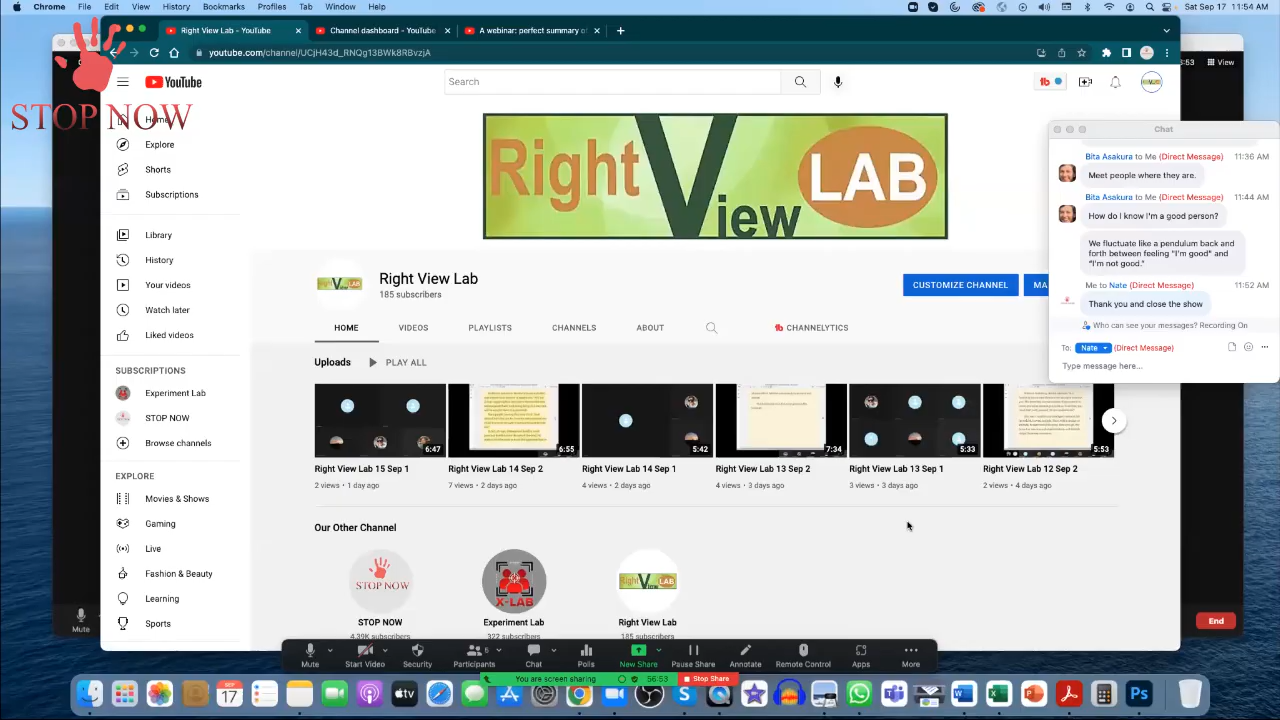 Chrome File Edit View History Bookmarks Profiles Tab Window Help
11:54 AM
Right View Lab - YouTube
Channel dashboard - YouTube
A webinar: perfect summary of
youtube.com/channel/UCjH43d_RNQg13BWk8RBvzjA
View
STOP NOW
YouTube
Search
Home
Explore
Shorts
Subscriptions
Library
History
Your videos
Watch later
Liked videos
SUBSCRIPTIONS
Experiment Lab
STOP NOW
Browse channels
EXPLORE
Movies & Shows
Gaming
Live
Fashion & Beauty
Learning
Sports
Right View LAB
Right View Lab
185 subscribers
CUSTOMIZE CHANNEL
MA
HOME VIDEOS PLAYLISTS CHANNELS ABOUT CHANNELYTICS
Uploads PLAY ALL
6:47 6:55 5:42 7:34 5:33 5:53
Right View Lab 15 Sep 1 Right View Lab 14 Sep 2 Right View Lab 14 Sep 1 Right View Lab 13 Sep 2 Right View Lab 13 Sep 1 Right View Lab 12 Sep 2
2 views • 1 day ago 7 views • 2 days ago 4 views • 2 days ago 4 views • 3 days ago 3 views • 3 days ago 2 views • 4 days ago
Our Other Channel
STOP NOW
X-LAB
Right View LAB
STOP NOW Experiment Lab Right View Lab
4.39K subscribers 322 subscribers 185 subscribers
Chat
Bita Asakura to Me (Direct Message) 11:36 AM
Meet people where they are.
Bita Asakura to Me (Direct Message) 11:44 AM
How do I know I'm a good person?
We fluctuate like a pendulum back and
forth between feeling "I'm good" and
"I'm not good."
Me to Nate (Direct Message) 11:52 AM
Thank you and close the show
Who can see your messages? Recording On
To: Nate (Direct Message)
Type message here...
Mute
End
Mute Start Video Security Participants 6 Chat Polls New Share Pause Share Annotate Remote Control Apps More
You are screen sharing 56:53 Stop Share
SEP
17
tv